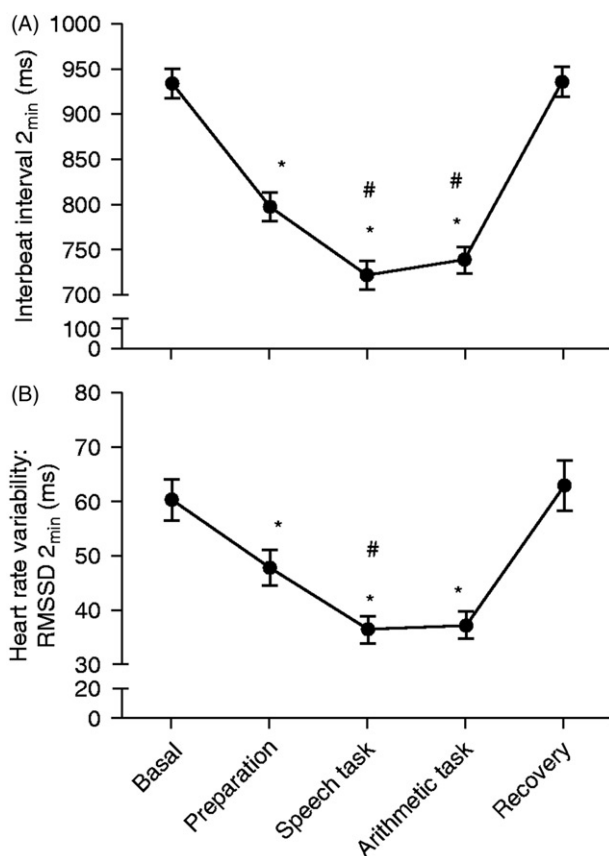 (A)
Interbeat interval 2min (ms)
1000
950
900
850
800
750
700
100
0
*
#
*
#
*
(B)
Heart rate variability:
RMSSD 2min (ms)
80
70
60
50
40
30
20
0
*
#
*
*
Basal
Preparation
Speech task
Arithmetic task
Recovery